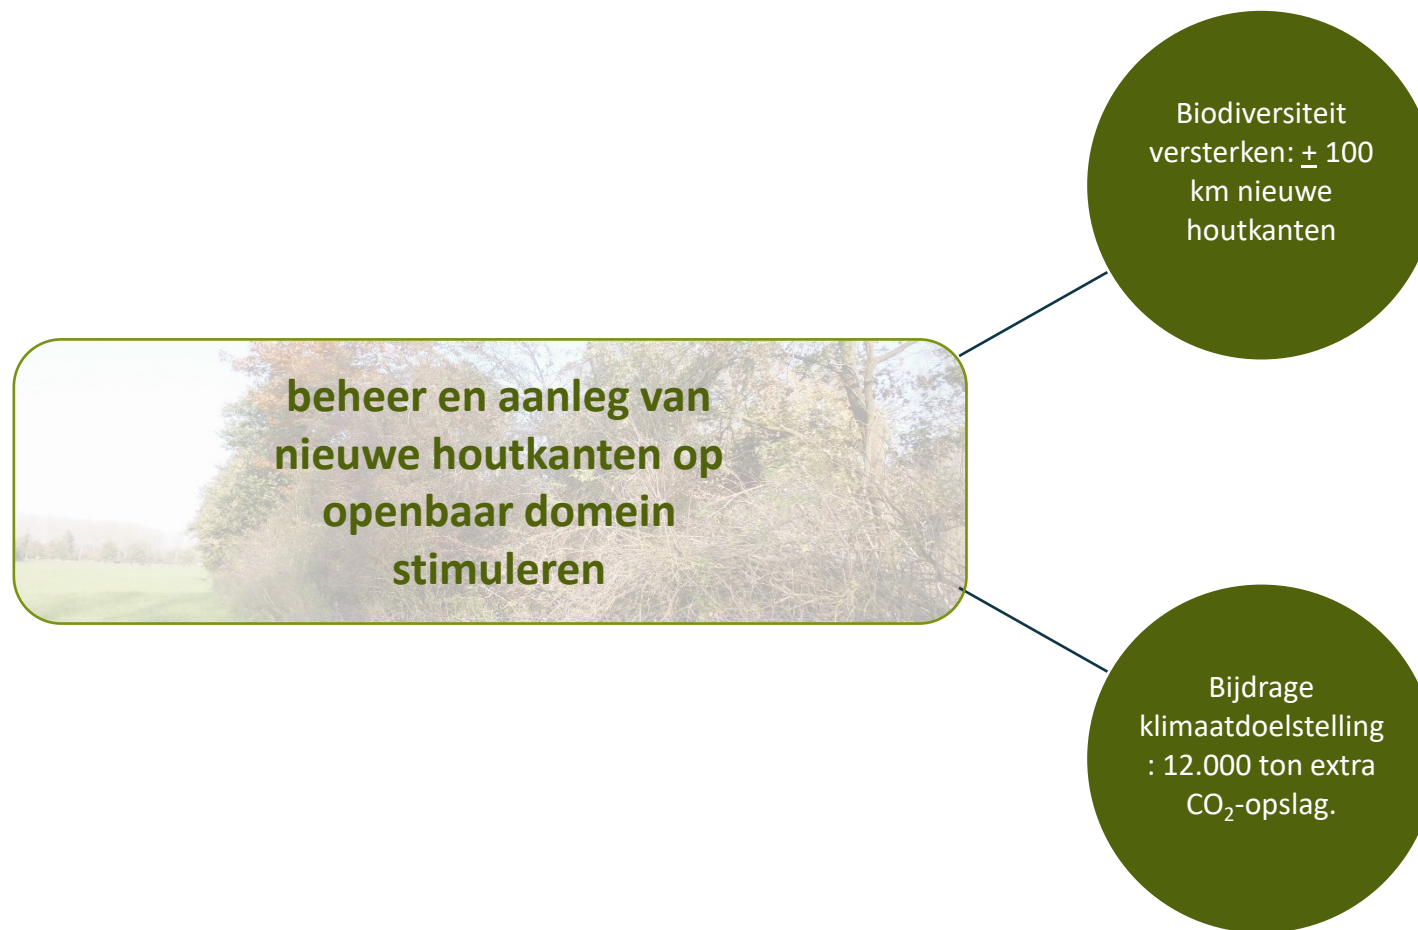 Biodiversiteit
versterken: ± 100
km nieuwe
houtkanten
beheer en aanleg van
nieuwe houtkanten op
openbaar domein
stimuleren
Bijdrage
klimaatdoelstelling
: 12.000 ton extra
CO₂-opslag.